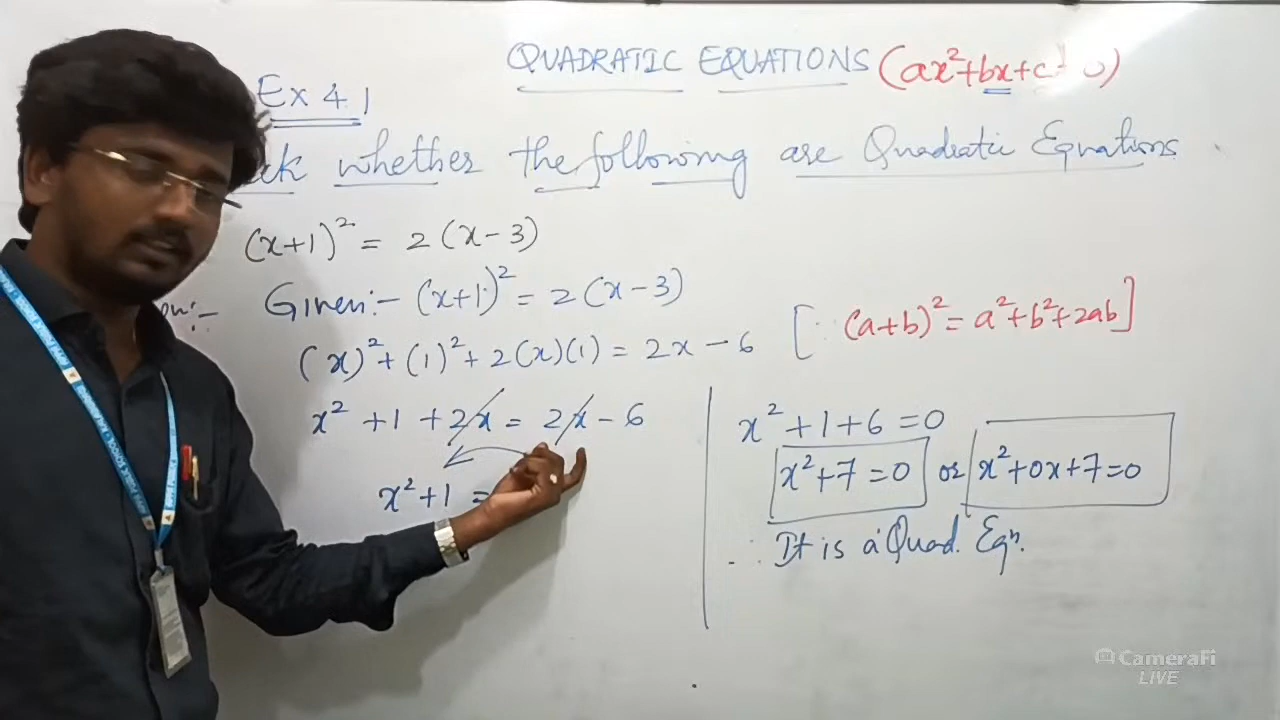 QUADRATIC EQUATIONS (ax²+bx+c=0)
Ex 4.1
whether the following are Quadratic Equations
(x+1)² = 2(x-3)
Given:- (x+1)² = 2(x-3)
(x)²+(1)²+2(x)(1) = 2x-6
[∵ (a+b)² = a²+b²+2ab]
x²+1+2x = 2x-6
x²+1 =
x²+1+6=0
x²+7=0 or x²+0x+7=0
∴ It is a Quad. Eqⁿ.
CameraFi
LIVE